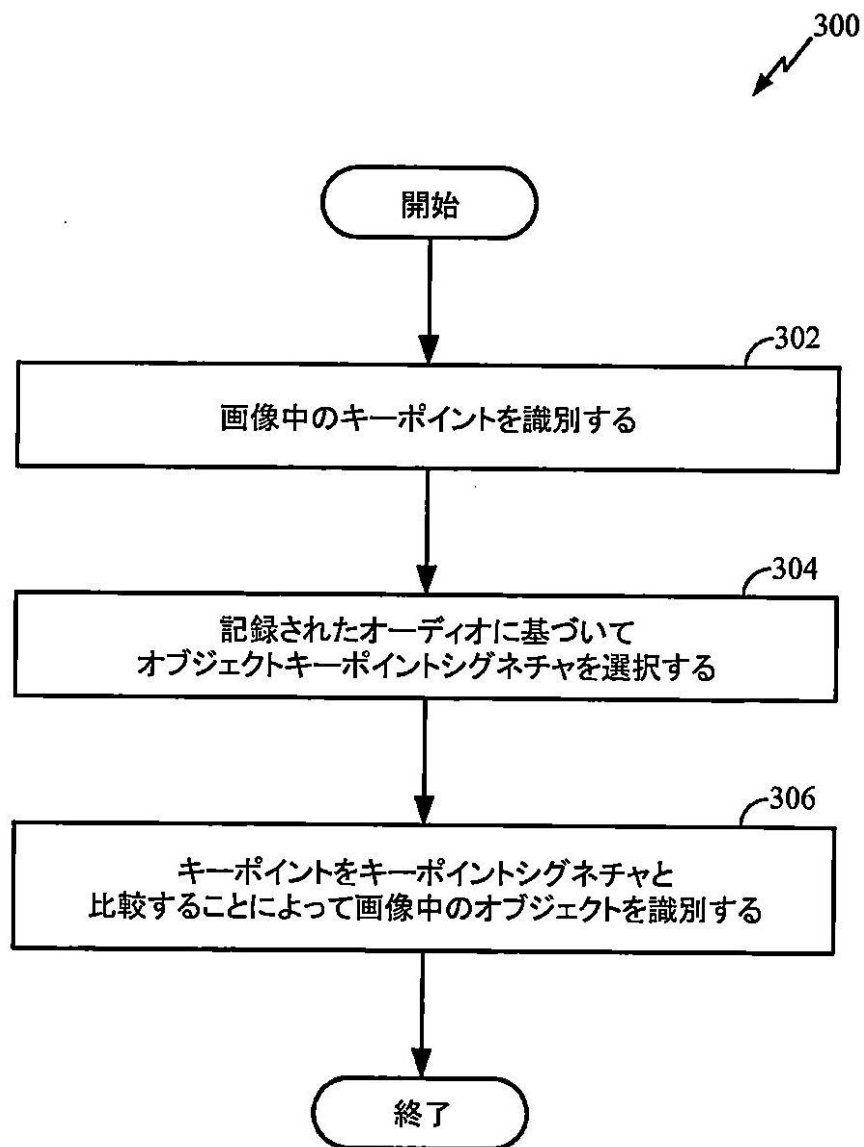 300
開始
302
画像中のキーポイントを識別する
304
記録されたオーディオに基づいて
オブジェクトキーポイントシグネチャを選択する
306
キーポイントをキーポイントシグネチャと
比較することによって画像中のオブジェクトを識別する
終了